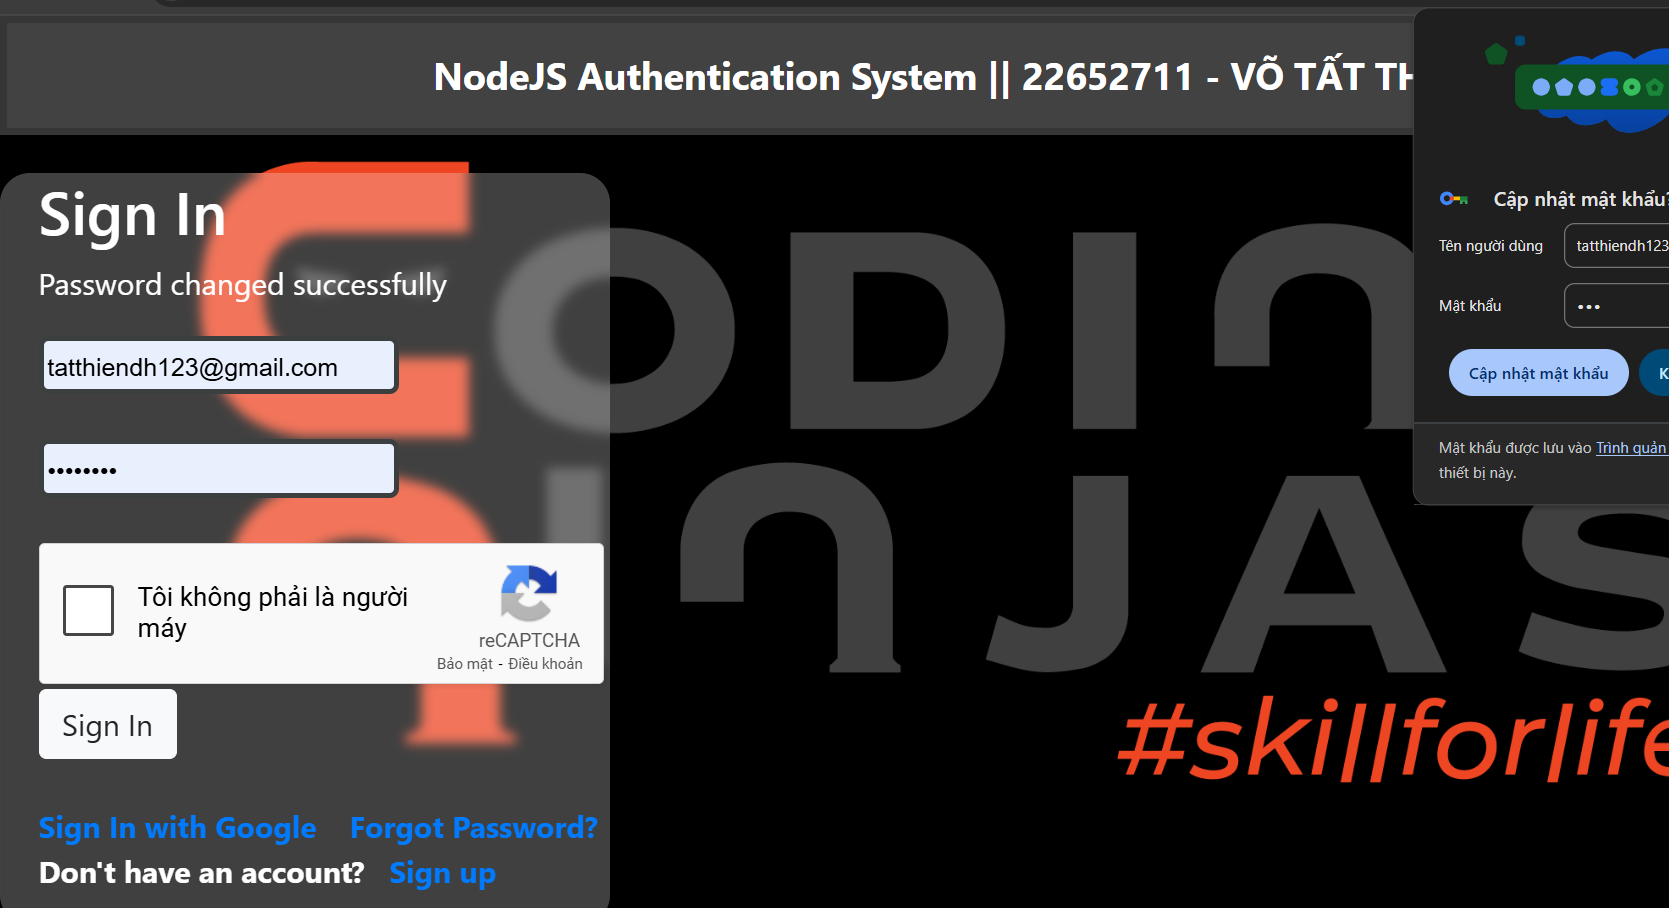 NodeJS Authentication System || 22652711 - VÕ TẤT TH
Sign In
Password changed successfully
tatthiendh123@gmail.com
••••••••
Tôi không phải là người
máy
reCAPTCHA
Bảo mật - Điều khoản
Sign In
Sign In with Google Forgot Password?
Don't have an account? Sign up
CODIN
NINJAS
#skillforlife
Cập nhật mật khẩu?
Tên người dùng tatthiendh123
Mật khẩu •••
Cập nhật mật khẩu K
Mật khẩu được lưu vào Trình quản
thiết bị này.